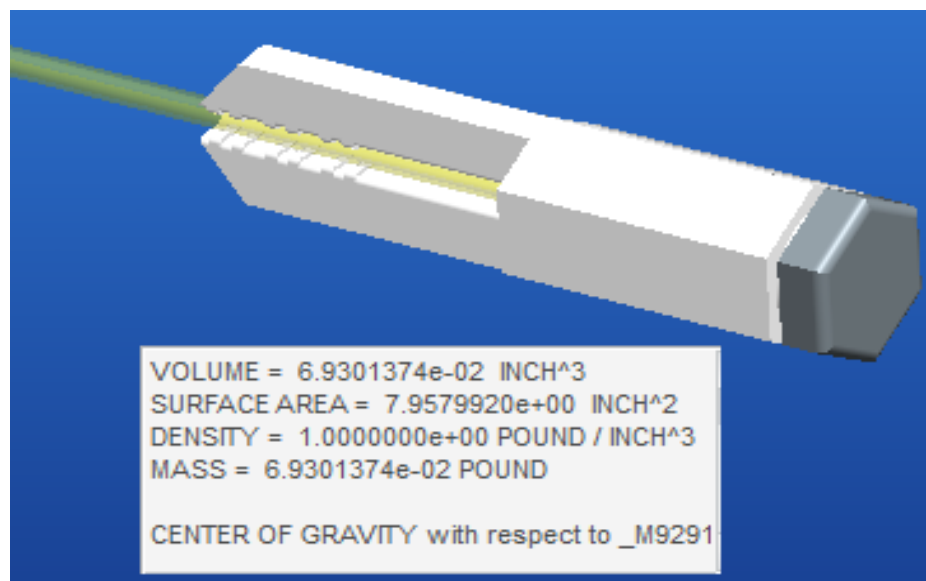 VOLUME = 6.9301374e-02 INCH^3
SURFACE AREA = 7.9579920e+00 INCH^2
DENSITY = 1.0000000e+00 POUND / INCH^3
MASS = 6.9301374e-02 POUND
CENTER OF GRAVITY with respect to _M9291